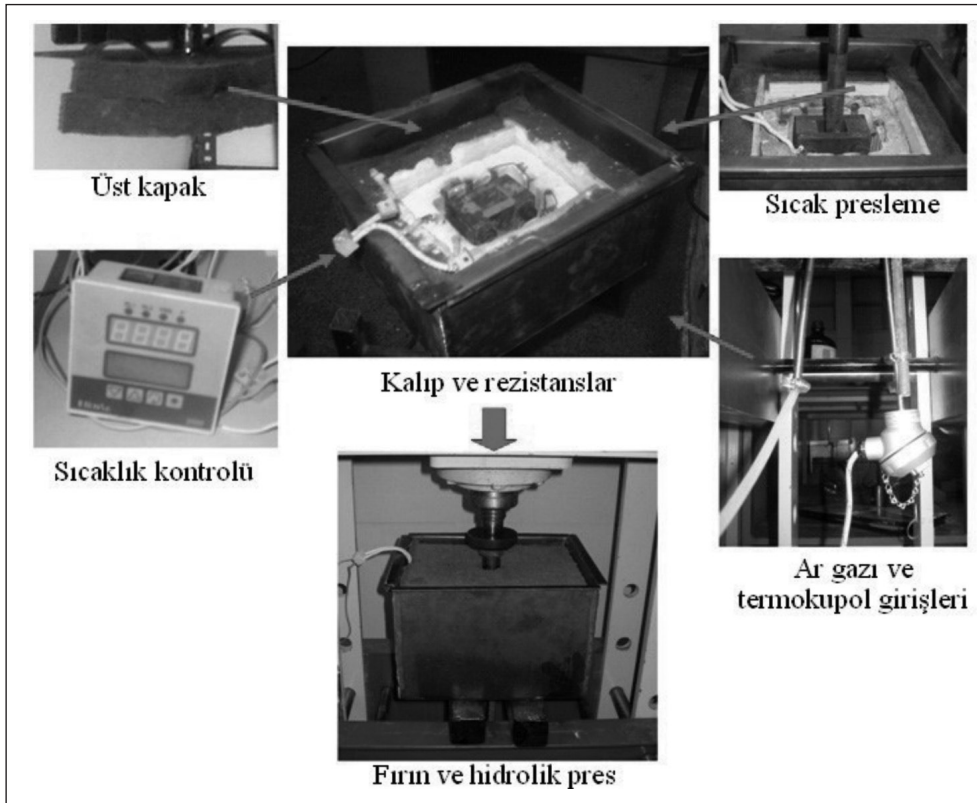 Üst kapak
Sıcak presleme
Kalıp ve rezistanslar
Sıcaklık kontrolü
Ar gazı ve
termokupol girişleri
Fırın ve hidrolik pres